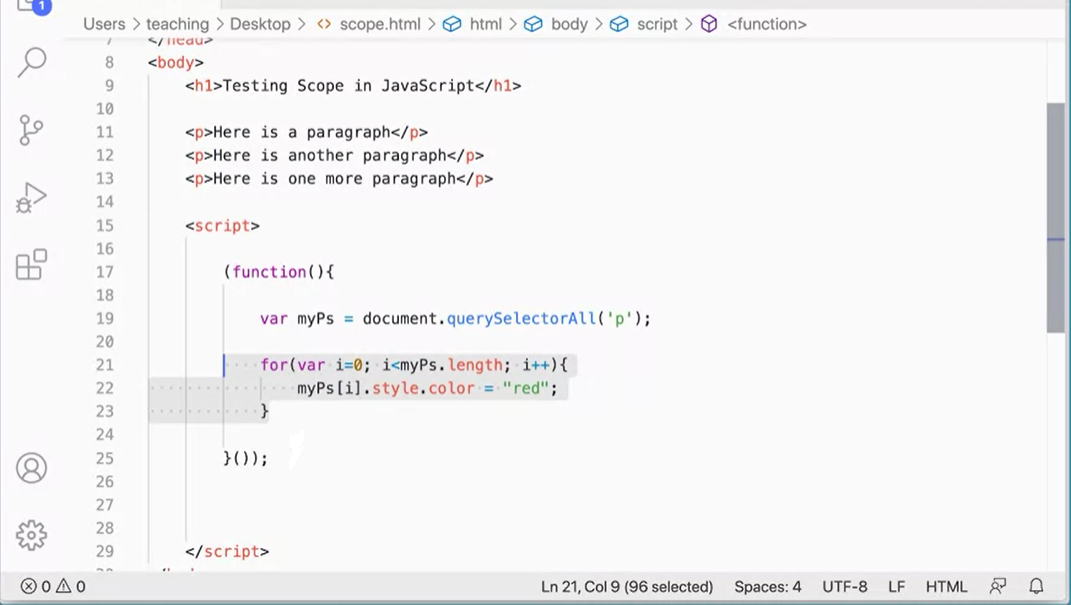 1
Users > teaching > Desktop > <> scope.html > html > body > script > <function>
7 </head>
8 <body>
9 <h1>Testing Scope in JavaScript</h1>
10
11 <p>Here is a paragraph</p>
12 <p>Here is another paragraph</p>
13 <p>Here is one more paragraph</p>
14
15 <script>
16
17 (function(){
18
19 var myPs = document.querySelectorAll('p');
20
21 for(var i=0; i<myPs.length; i++){
22 myPs[i].style.color = "red";
23 }
24
25 }());
26
27
28
29 </script>
0 0 Ln 21, Col 9 (96 selected) Spaces: 4 UTF-8 LF HTML